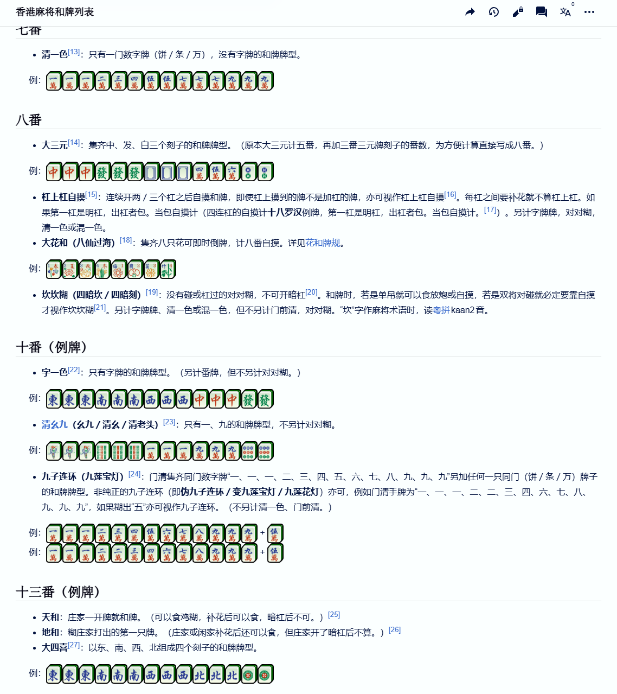 香港麻将和牌列表
七番
清一色[13]：只有一门数字牌（饼 / 条 / 万），没有字牌的和牌牌型。
例：
八番
大三元[14]：集齐中、发、白三个刻子的和牌牌型。（原本大三元计五番，再加三番三元牌刻子的番数，为方便计算直接写成八番。）
例：
杠上杠自摸[15]：连续开两 / 三个杠之后自摸和牌，即使杠上摸到的牌不是加杠的牌，亦可视作杠上杠自摸[16]。每杠之间要补花就不算杠上杠。如
果第一杠是明杠，出杠者包。当包自摸计（四连杠的自摸计十八罗汉例牌，第一杠是明杠，出杠者包。当包自摸计。[17]）。另计字牌牌，对对糊，
清一色或混一色。
大花和（八仙过海）[18]：集齐八只花可即时倒牌，计八番自摸。详见花和牌规。
例：
坎坎糊（四暗坎 / 四暗刻）[19]：没有碰或杠过的对对糊，不可开暗杠[20]。和牌时，若是单吊就可以食放炮或自摸，若是双将对碰就必定要靠自摸
才视作坎坎糊[21]。另计字牌牌、清一色或混一色，但不另计门前清，对对糊。“坎”字作麻将术语时，读粤拼kaan2音。
十番（例牌）
字一色[22]：只有字牌的和牌牌型。（另计番牌，但不另计对对糊。）
例：
清幺九（幺九 / 清幺 / 清老头）[23]：只有一、九的和牌牌型，不另计对对糊。
例：
九子连环（九莲宝灯）[24]：门清集齐同门数字牌“一、一、一、二、三、四、五、六、七、八、九、九、九”另加任何一只同门（饼 / 条 / 万）牌子
的和牌牌型。非纯正的九子连环（即伪九子连环 / 变九莲宝灯 / 九莲花灯）亦可，例如门清手牌为“一、一、一、二、二、三、四、六、七、八、
九、九、九”，如果糊出“五”亦可视作九子连环。（不另计清一色、门前清。）
例：
+
例：
+
十三番（例牌）
天和：庄家一开牌就和牌。（可以食鸡糊，补花后可以食，暗杠后不可。）[25]
地和：糊庄家打出的第一只牌。（庄家或闲家补花后还可以食，但庄家开了暗杠后不算。）[26]
大四喜[27]：以东、南、西、北组成四个刻子的和牌牌型。
例：